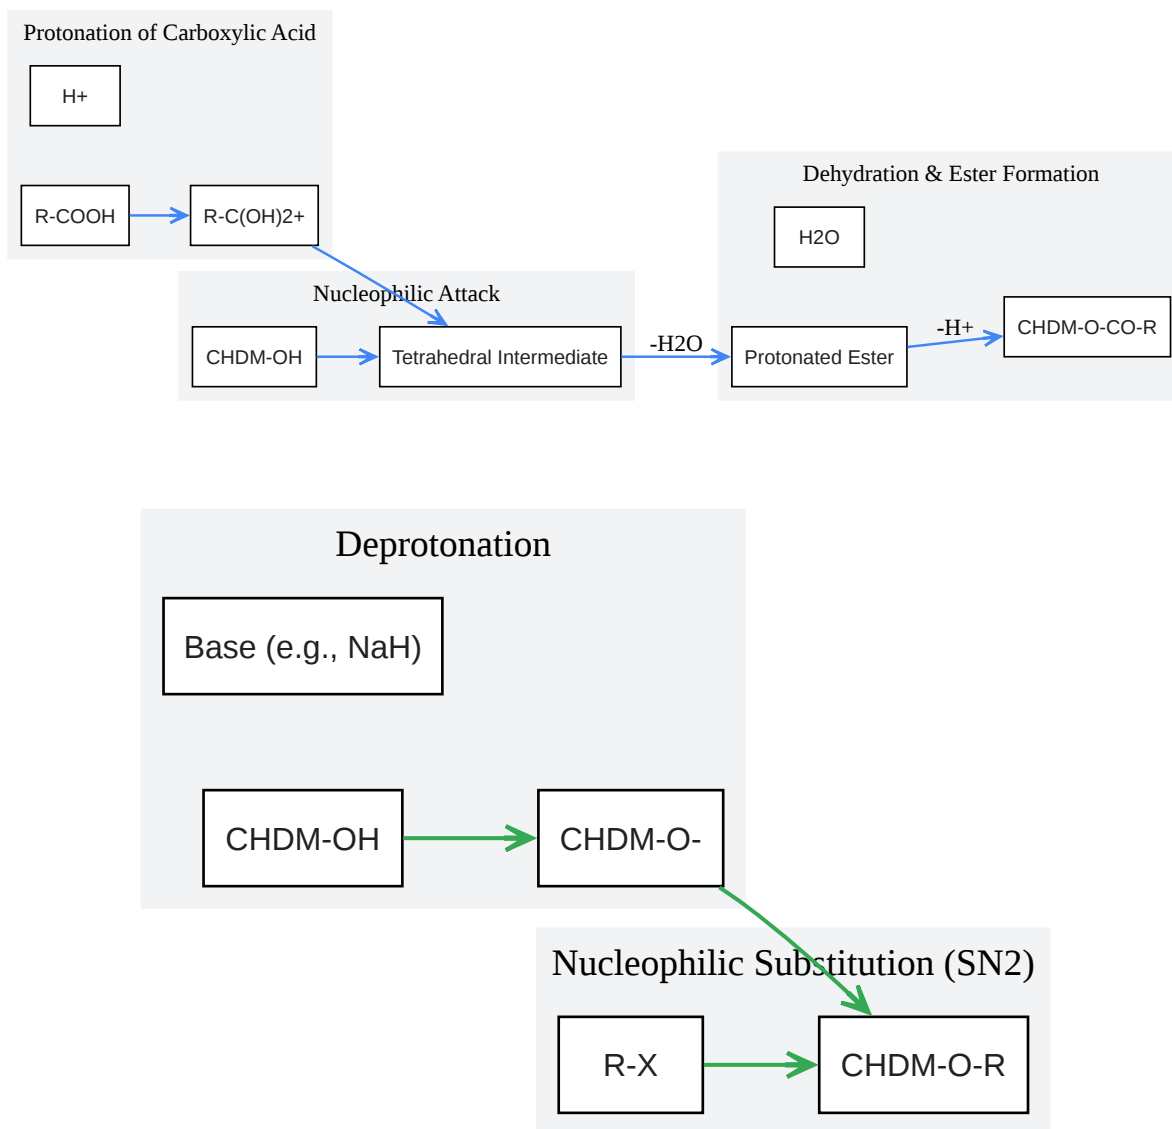 Protonation of Carboxylic Acid
H+
R-COOH
R-C(OH)2+
Nucleophilic Attack
CHDM-OH
Tetrahedral Intermediate
-H2O
Dehydration & Ester Formation
H2O
Protonated Ester
-H+
CHDM-O-CO-R
Deprotonation
Base (e.g., NaH)
CHDM-OH
CHDM-O-
Nucleophilic Substitution (SN2)
R-X
CHDM-O-R